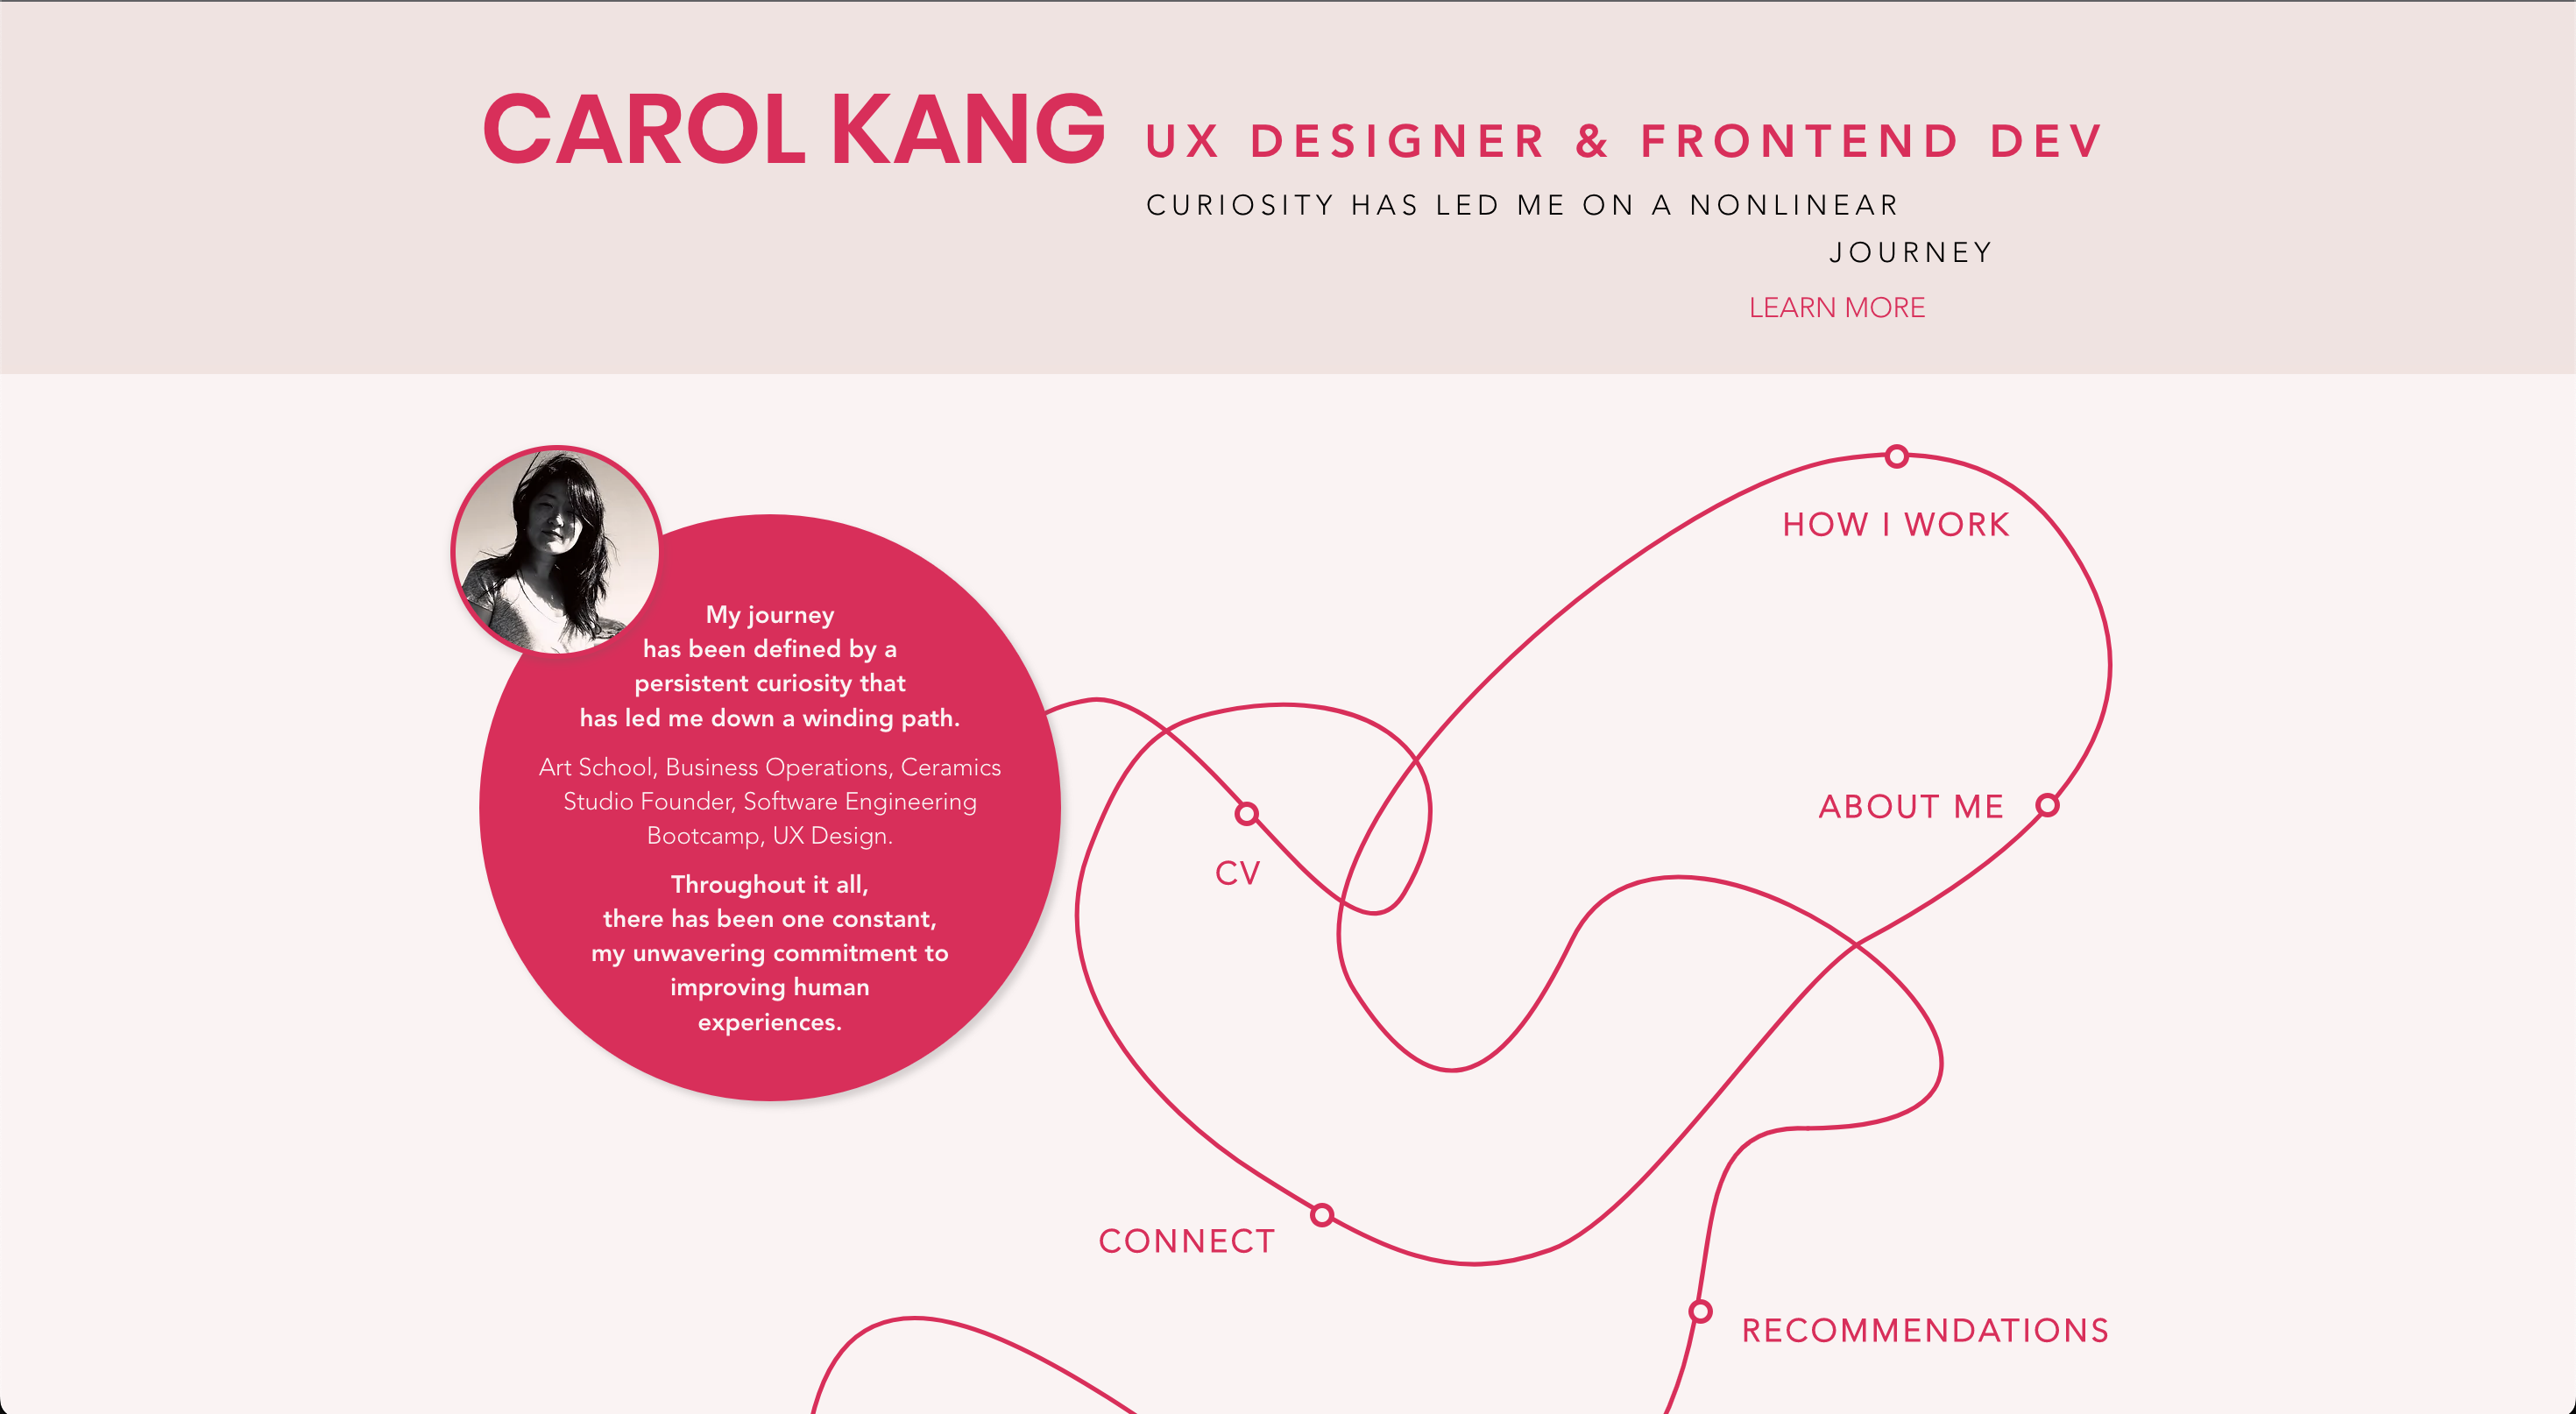 CAROL KANG UX DESIGNER & FRONTEND DEV
CURIOSITY HAS LED ME ON A NONLINEAR
JOURNEY
LEARN MORE
My journey
has been defined by a
persistent curiosity that
has led me down a winding path.
Art School, Business Operations, Ceramics
Studio Founder, Software Engineering
Bootcamp, UX Design.
Throughout it all,
there has been one constant,
my unwavering commitment to
improving human
experiences.
HOW I WORK
ABOUT ME
CV
CONNECT
RECOMMENDATIONS